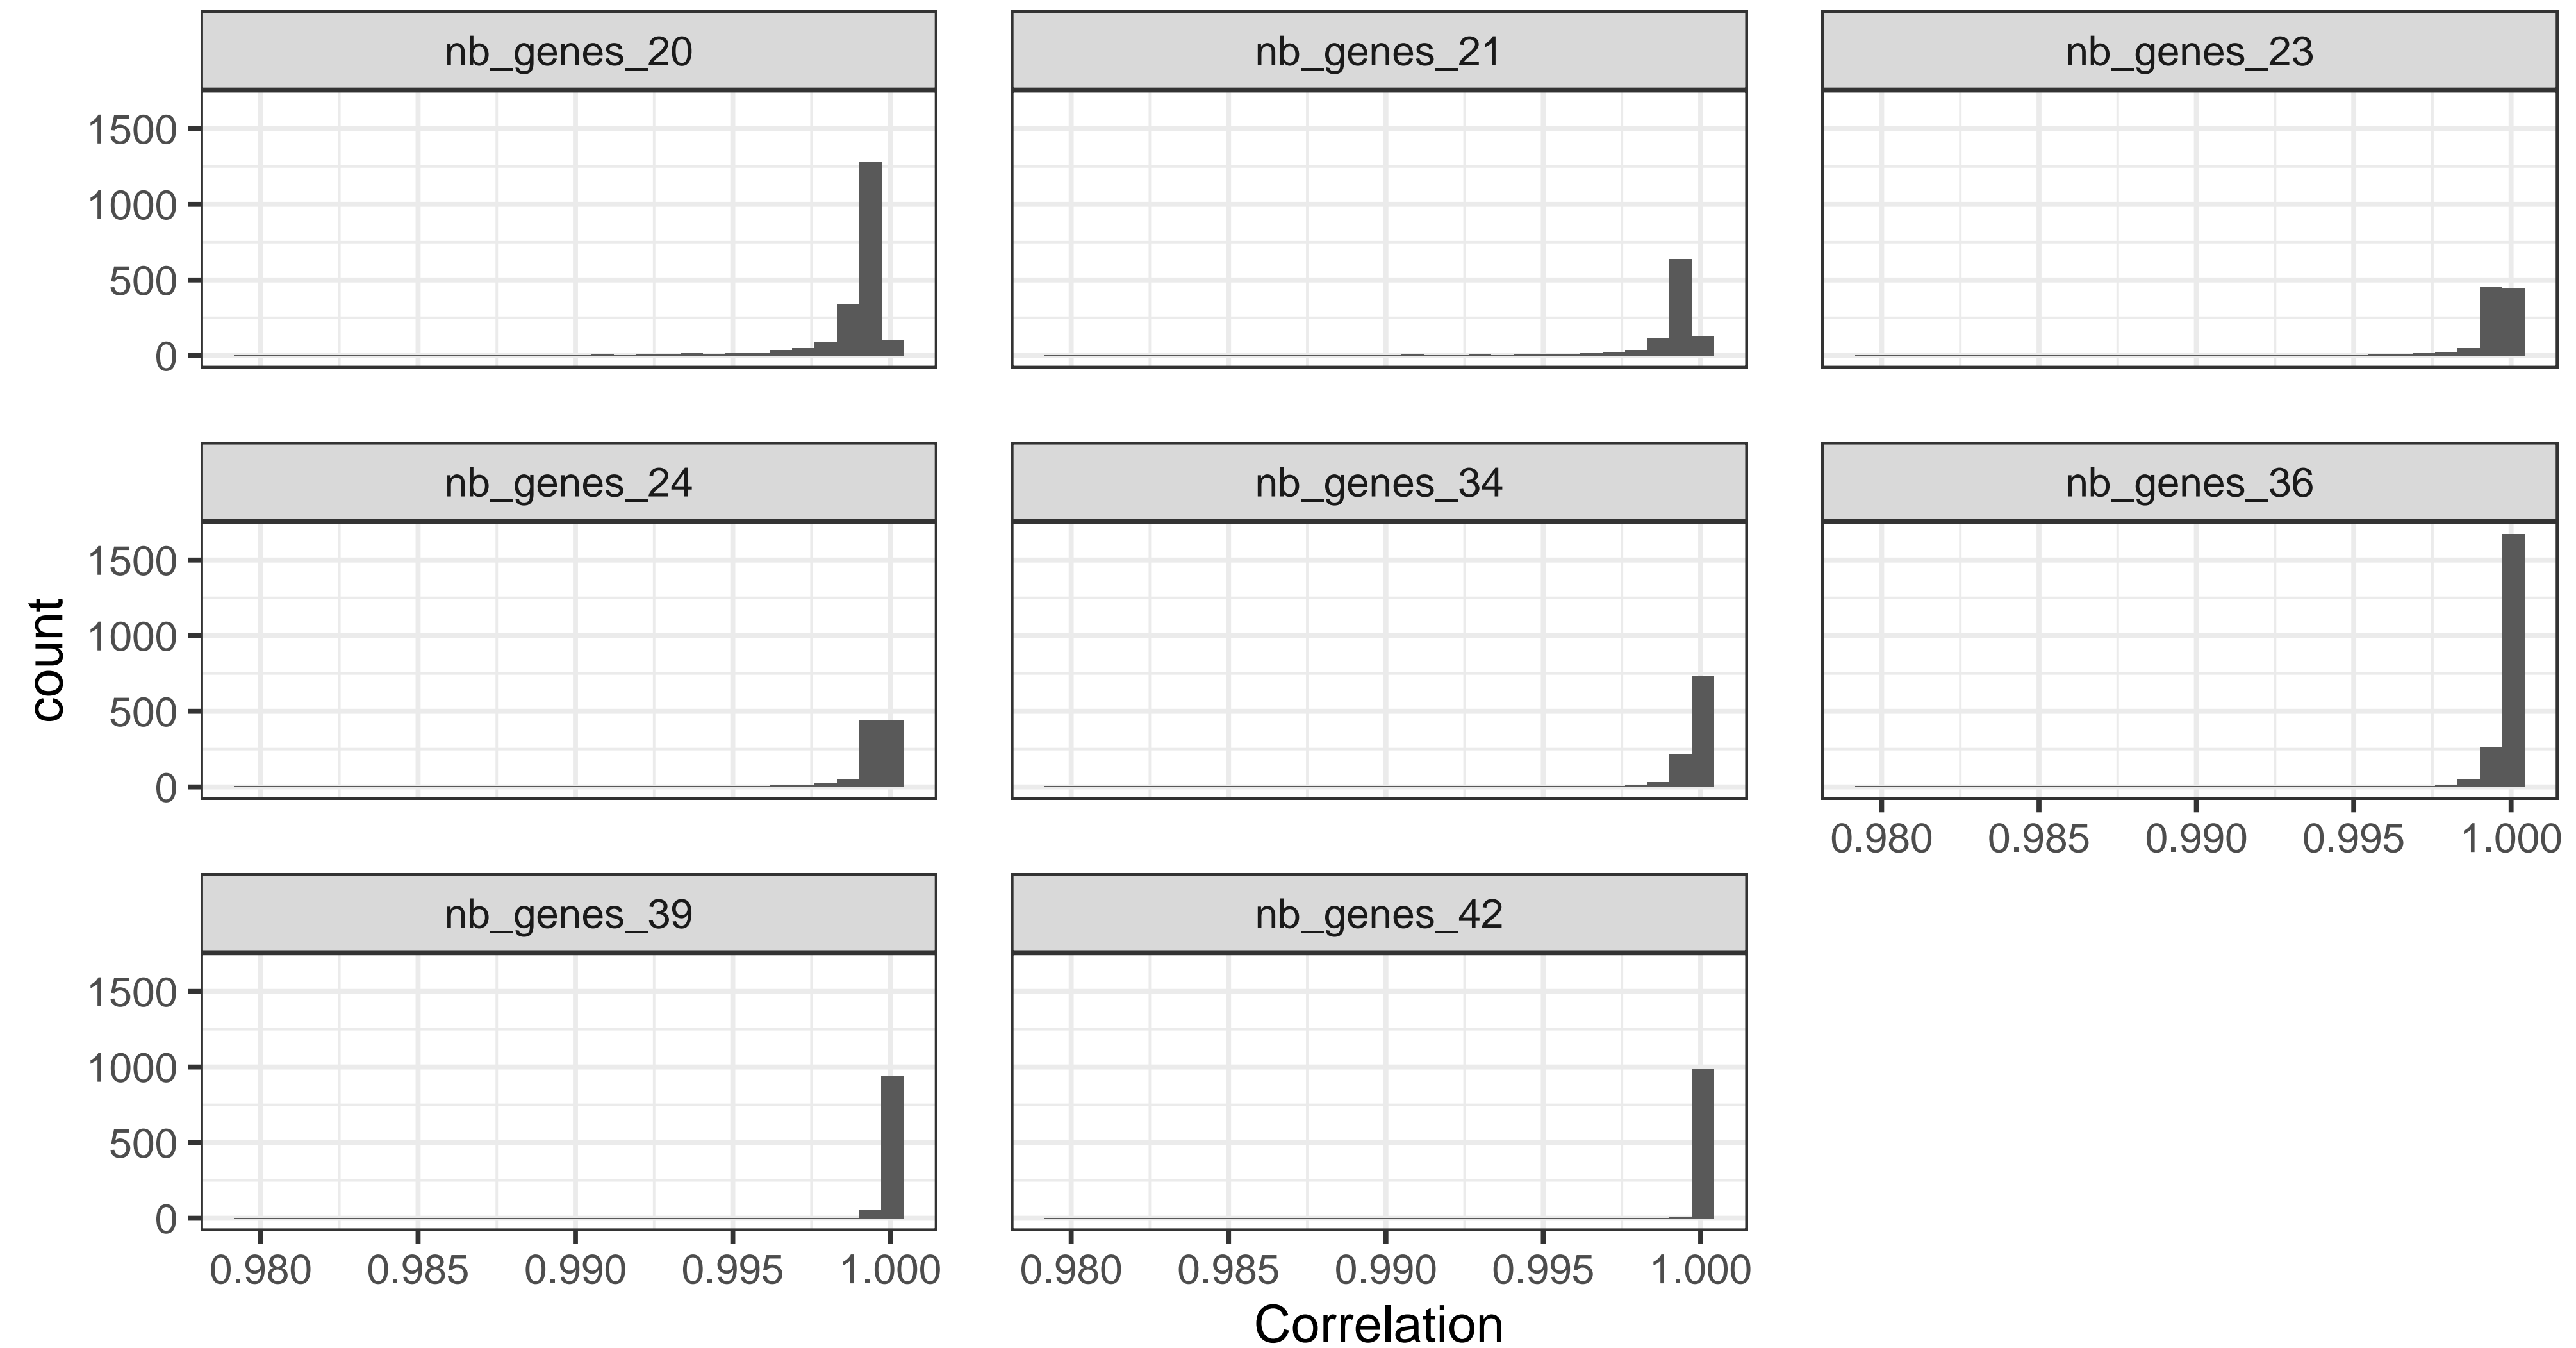 nb_genes_20 nb_genes_21 nb_genes_23
1500
1000
500
0
nb_genes_24 nb_genes_34 nb_genes_36
1500
1000
500
0
count
0.980 0.985 0.990 0.995 1.000
nb_genes_39 nb_genes_42
1500
1000
500
0
0.980 0.985 0.990 0.995 1.000 0.980 0.985 0.990 0.995 1.000
Correlation